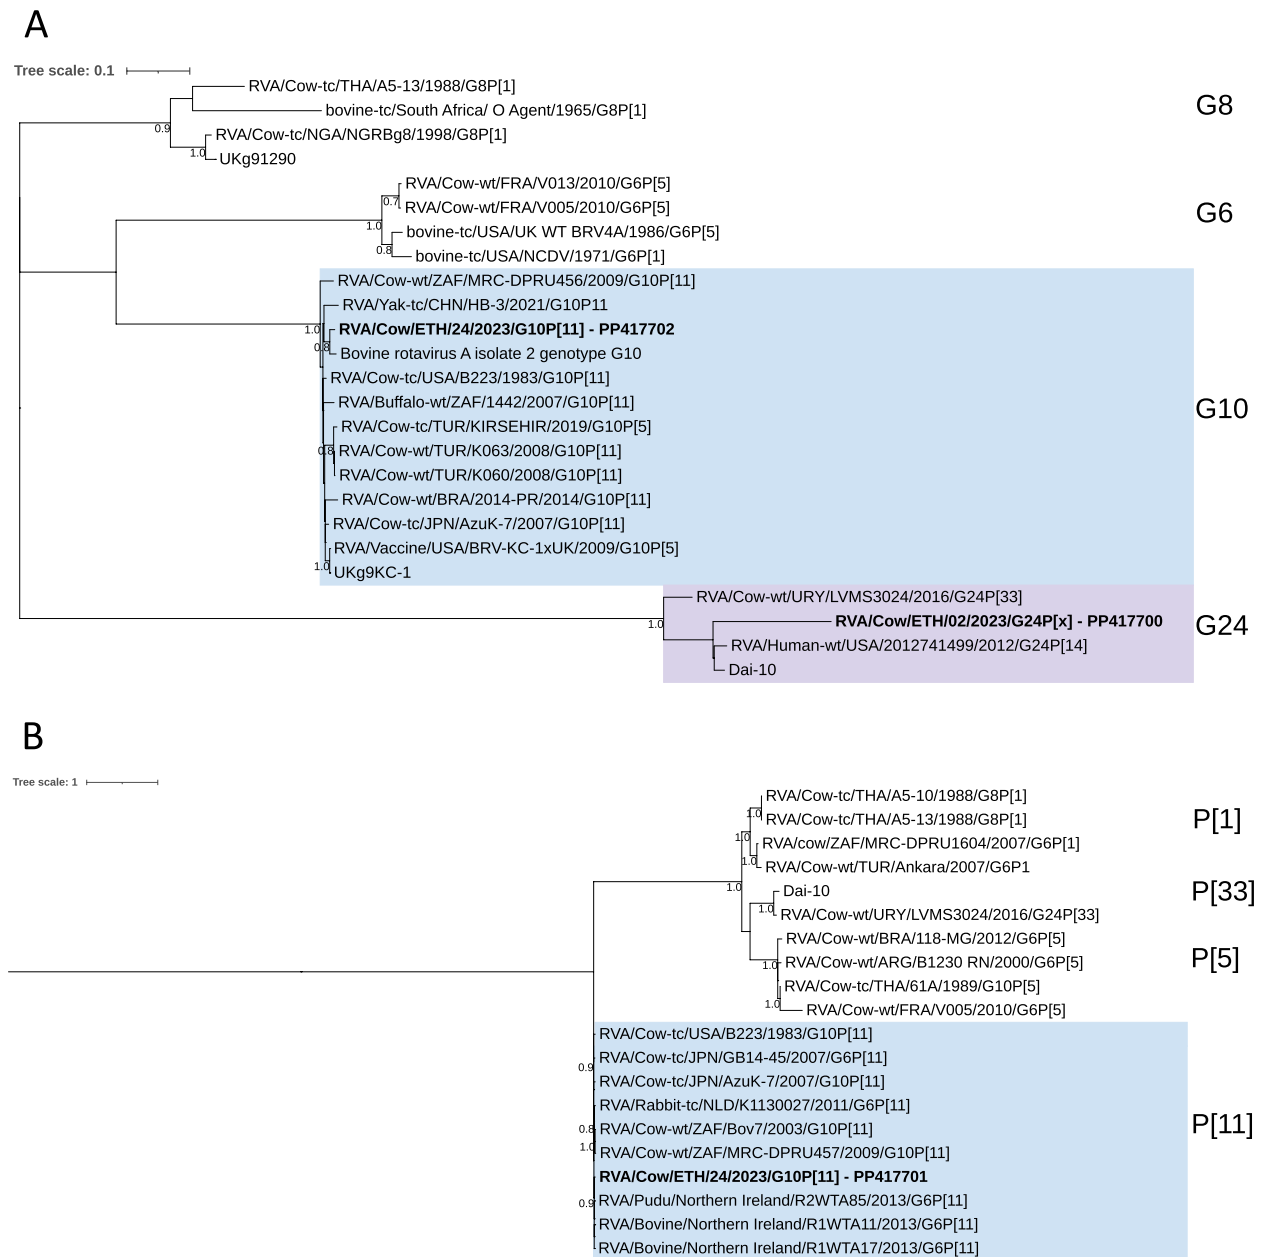 A
Tree scale: 0.1
RVA/Cow-tc/THA/A5-13/1988/G8P[1]
bovine-tc/South Africa/ O Agent/1965/G8P[1]
G8
0.9
RVA/Cow-tc/NGA/NGRBg8/1998/G8P[1]
1.0
UKg91290
RVA/Cow-wt/FRA/V013/2010/G6P[5]
0.7
RVA/Cow-wt/FRA/V005/2010/G6P[5]
G6
1.0
bovine-tc/USA/UK WT BRV4A/1986/G6P[5]
0.8
bovine-tc/USA/NCDV/1971/G6P[1]
RVA/Cow-wt/ZAF/MRC-DPRU456/2009/G10P[11]
RVA/Yak-tc/CHN/HB-3/2021/G10P11
1.0
RVA/Cow/ETH/24/2023/G10P[11] - PP417702
0.8
Bovine rotavirus A isolate 2 genotype G10
RVA/Cow-tc/USA/B223/1983/G10P[11]
RVA/Buffalo-wt/ZAF/1442/2007/G10P[11]
G10
RVA/Cow-tc/TUR/KIRSEHIR/2019/G10P[5]
0.8
RVA/Cow-wt/TUR/K063/2008/G10P[11]
RVA/Cow-wt/TUR/K060/2008/G10P[11]
RVA/Cow-wt/BRA/2014-PR/2014/G10P[11]
RVA/Cow-tc/JPN/AzuK-7/2007/G10P[11]
RVA/Vaccine/USA/BRV-KC-1xUK/2009/G10P[5]
1.0
UKg9KC-1
RVA/Cow-wt/URY/LVMS3024/2016/G24P[33]
1.0
RVA/Cow/ETH/02/2023/G24P[x] - PP417700
G24
RVA/Human-wt/USA/2012741499/2012/G24P[14]
Dai-10
B
Tree scale: 1
RVA/Cow-tc/THA/A5-10/1988/G8P[1]
1.0
RVA/Cow-tc/THA/A5-13/1988/G8P[1]
P[1]
1.0
RVA/cow/ZAF/MRC-DPRU1604/2007/G6P[1]
1.0
RVA/Cow-wt/TUR/Ankara/2007/G6P1
1.0
Dai-10
P[33]
1.0
RVA/Cow-wt/URY/LVMS3024/2016/G24P[33]
RVA/Cow-wt/BRA/118-MG/2012/G6P[5]
1.0
RVA/Cow-wt/ARG/B1230 RN/2000/G6P[5]
P[5]
RVA/Cow-tc/THA/61A/1989/G10P[5]
1.0
RVA/Cow-wt/FRA/V005/2010/G6P[5]
RVA/Cow-tc/USA/B223/1983/G10P[11]
0.9
RVA/Cow-tc/JPN/GB14-45/2007/G6P[11]
RVA/Cow-tc/JPN/AzuK-7/2007/G10P[11]
RVA/Rabbit-tc/NLD/K1130027/2011/G6P[11]
P[11]
0.8
RVA/Cow-wt/ZAF/Bov7/2003/G10P[11]
1.0
RVA/Cow-wt/ZAF/MRC-DPRU457/2009/G10P[11]
RVA/Cow/ETH/24/2023/G10P[11] - PP417701
0.9
RVA/Pudu/Northern Ireland/R2WTA85/2013/G6P[11]
RVA/Bovine/Northern Ireland/R1WTA11/2013/G6P[11]
RVA/Bovine/Northern Ireland/R1WTA17/2013/G6P[11]